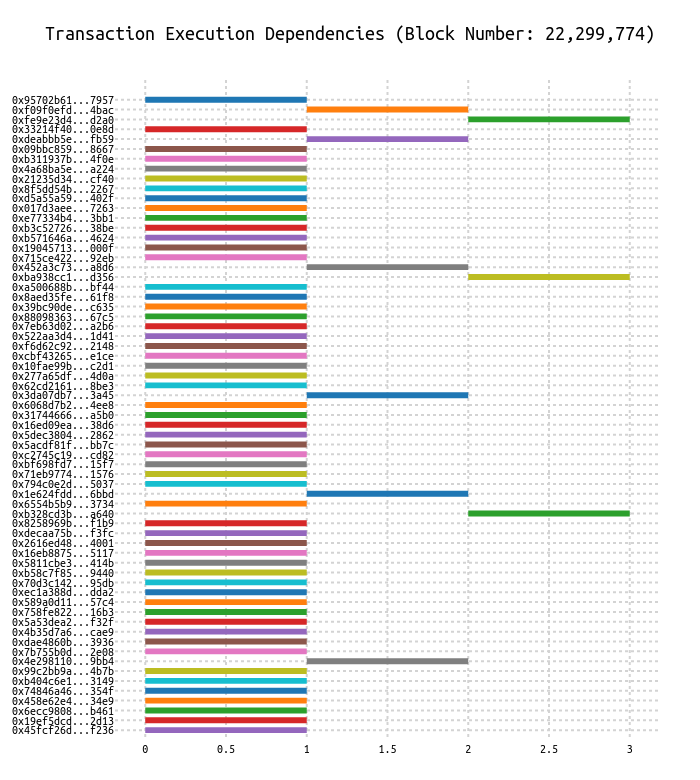 Transaction Execution Dependencies (Block Number: 22,299,774)
0x95702b61...7957
0xf09f0efd...4bac
0xfe9e23d4...d2a0
0x33214f40...0e8d
0xdeabbb5e...fb59
0x09bbc859...8667
0xb311937b...4f0e
0x4a68ba5e...a224
0x21235d34...cf40
0x8f5dd54b...2267
0xd5a55a59...402f
0x017d3aee...7263
0xe77334b4...3bb1
0xb3c52726...38be
0xb571646a...4624
0x19045713...000f
0x715ce422...92eb
0x452a3c73...a8d6
0xba938cc1...d356
0xa500688b...bf44
0x8aed35fe...61f8
0x39bc90de...c635
0x88098363...67c5
0x7eb63d02...a2b6
0x522aa3d4...1d41
0xf6d62c92...2148
0xcbf43265...e1ce
0x10fae99b...c2d1
0x277a65df...4d0a
0x62cd2161...8be3
0x3da07db7...3a45
0x6068d7b2...4ee8
0x31744666...a5b0
0x16ed09ea...38d6
0x5dec3804...2862
0x5acdf81f...bb7c
0xc2745c19...cd82
0xbf698fd7...15f7
0x71eb9774...1576
0x794c0e2d...5037
0x1e624fdd...6bbd
0x6554b5b9...3734
0xb328cd3b...a640
0x8258969b...f1b9
0xdecaa75b...f3fc
0x2616ed48...4001
0x16eb8875...5117
0x5811cbe3...414b
0xb58c7f85...9440
0x70d3c142...95db
0xec1a388d...dda2
0x589a0d11...57c4
0x758fe822...16b3
0x5a53dea2...f32f
0x4b35d7a6...cae9
0xdae4860b...3936
0x7b755b0d...2e08
0x4e298110...9bb4
0x99c2bb9a...4b7b
0xb404c6e1...3149
0x74846a46...354f
0x458e62e4...34e9
0x6ecc9808...b461
0x19ef5dcd...2d13
0x45fcf26d...f236
0 0.5 1 1.5 2 2.5 3